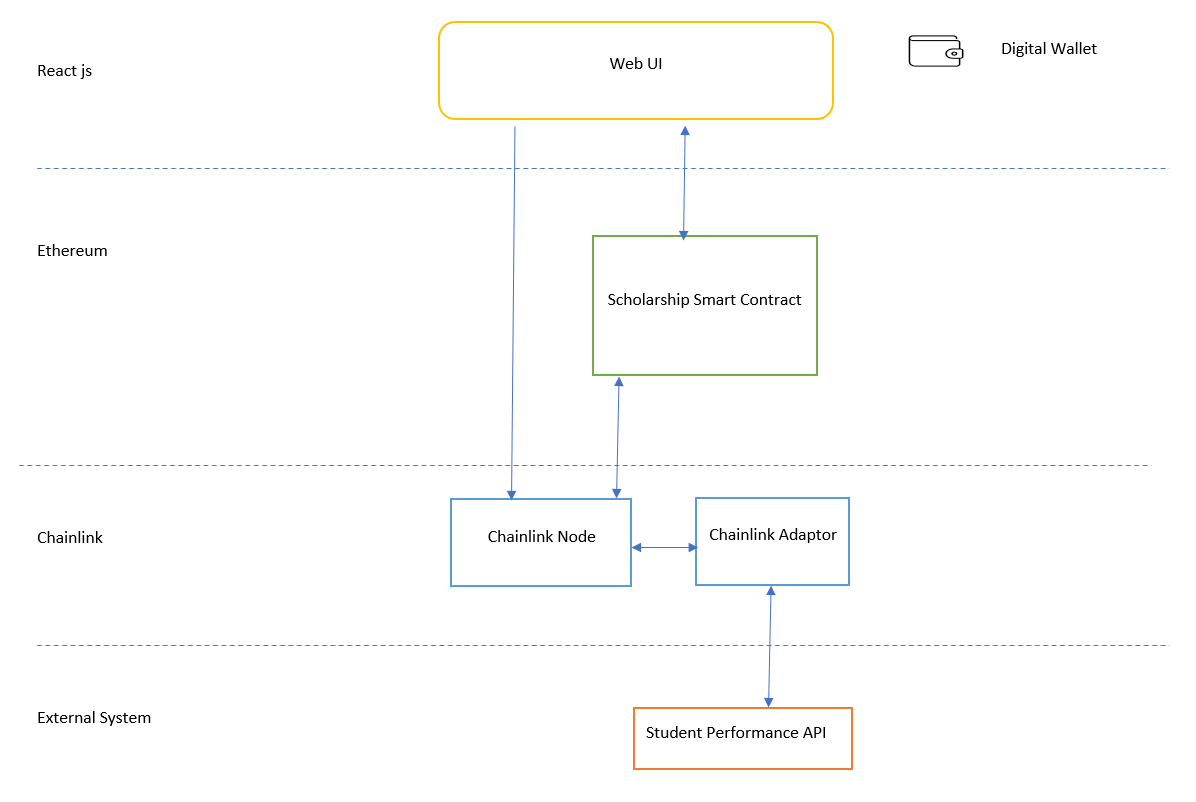 Web UI
Digital Wallet
React js
Ethereum
Scholarship Smart Contract
Chainlink
Chainlink Node
Chainlink Adaptor
External System
Student Performance API